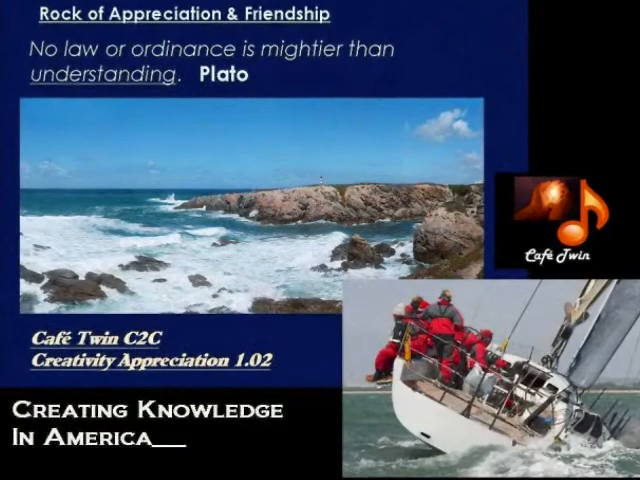 Rock of Appreciation & Friendship
No law or ordinance is mightier than
understanding. Plato
Café Twin
Café Twin C2C
Creativity Appreciation 1.02
Creating Knowledge
In America___